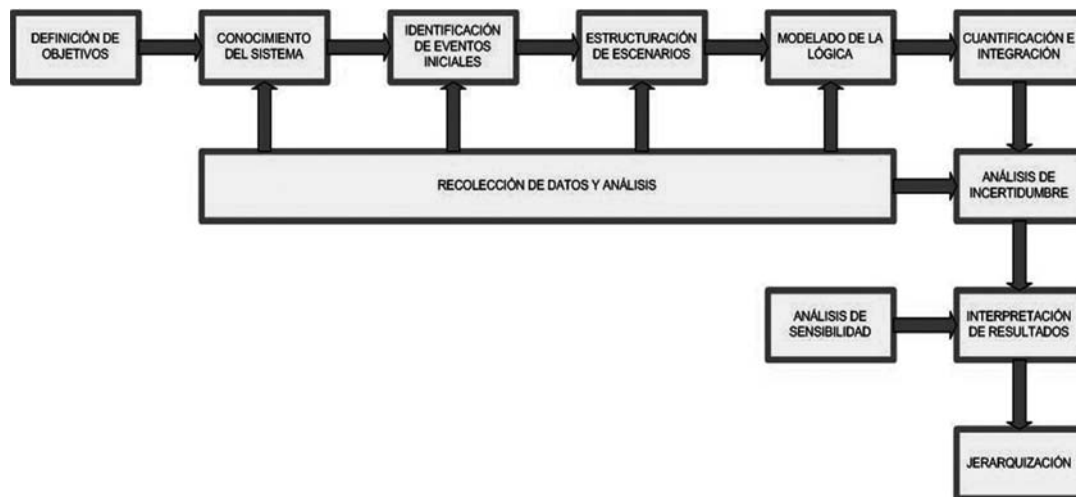 DEFINICIÓN DE
OBJETIVOS
CONOCIMIENTO
DEL SISTEMA
IDENTIFICACIÓN
DE EVENTOS
INICIALES
ESTRUCTURACIÓN
DE ESCENARIOS
MODELADO DE LA
LÓGICA
CUANTIFICACIÓN E
INTEGRACIÓN
RECOLECCIÓN DE DATOS Y ANÁLISIS
ANÁLISIS DE
INCERTIDUMBRE
ANÁLISIS DE
SENSIBILIDAD
INTERPRETACIÓN
DE RESULTADOS
JERARQUIZACIÓN